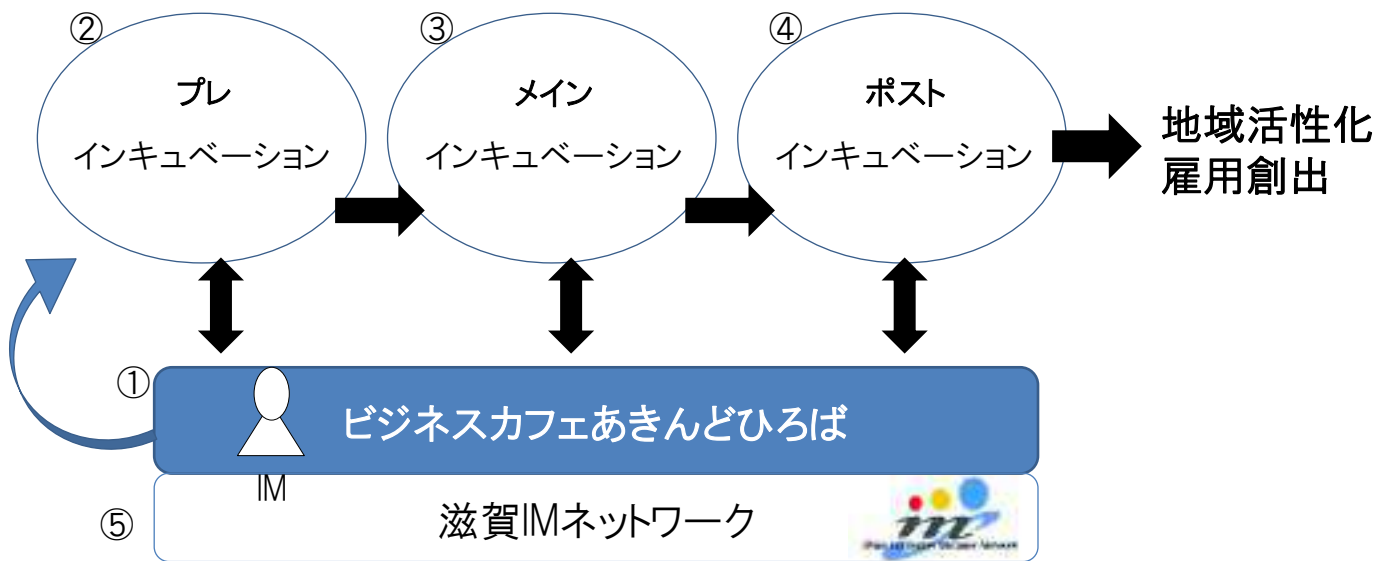 ②
プレ
インキュベーション
③
メイン
インキュベーション
④
ポスト
インキュベーション
地域活性化
雇用創出
①
ビジネスカフェあきんどひろば
IM
⑤
滋賀IMネットワーク
im